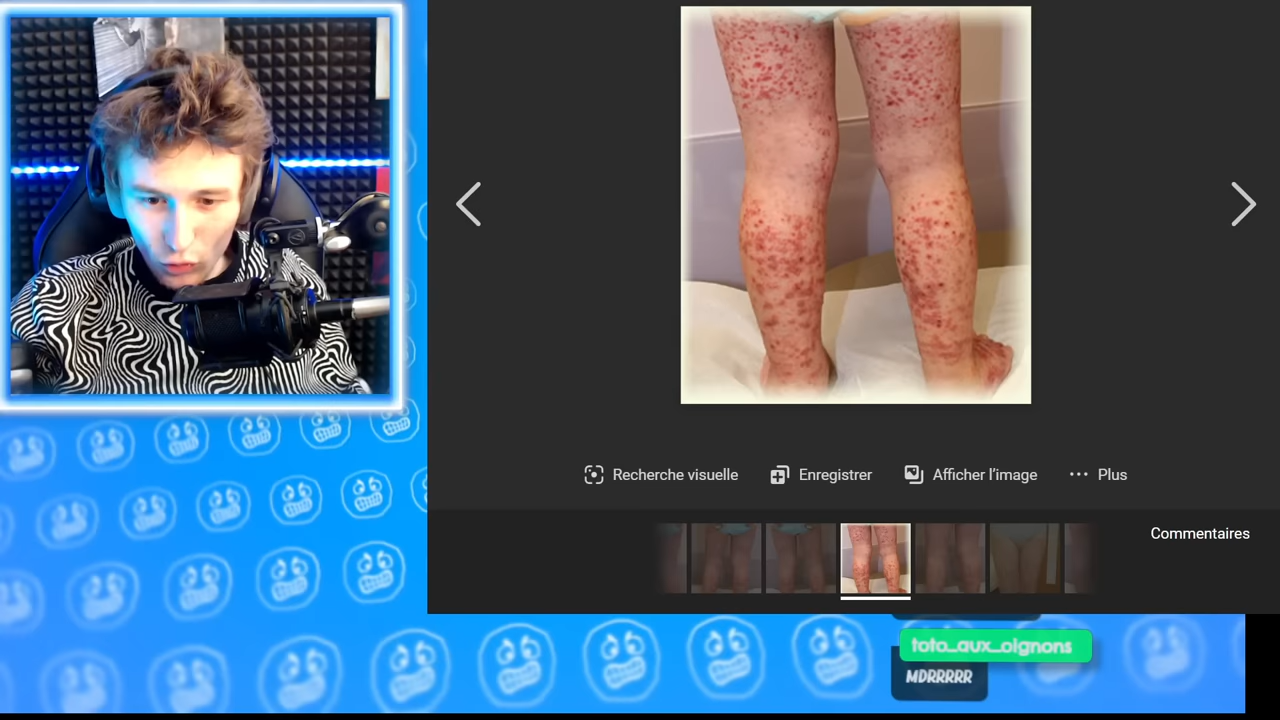 Recherche visuelle
Enregistrer
Afficher l'image
Plus
Commentaires
toto_aux_oignons
MDRRRRR